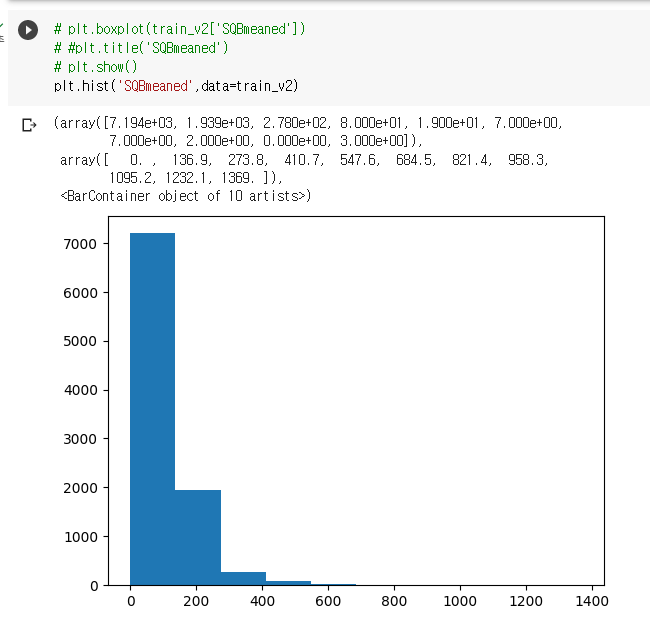 # plt.boxplot(train_v2['SQBmeaned'])
# #plt.title('SQBmeaned')
# plt.show()
plt.hist('SQBmeaned',data=train_v2)
(array([7.194e+03, 1.939e+03, 2.780e+02, 8.000e+01, 1.900e+01, 7.000e+00,
7.000e+00, 2.000e+00, 0.000e+00, 3.000e+00]),
array([   0. ,  136.9,  273.8,  410.7,  547.6,  684.5,  821.4,  958.3,
1095.2, 1232.1, 1369. ]),
<BarContainer object of 10 artists>)
7000
6000
5000
4000
3000
2000
1000
0
0 200 400 600 800 1000 1200 1400